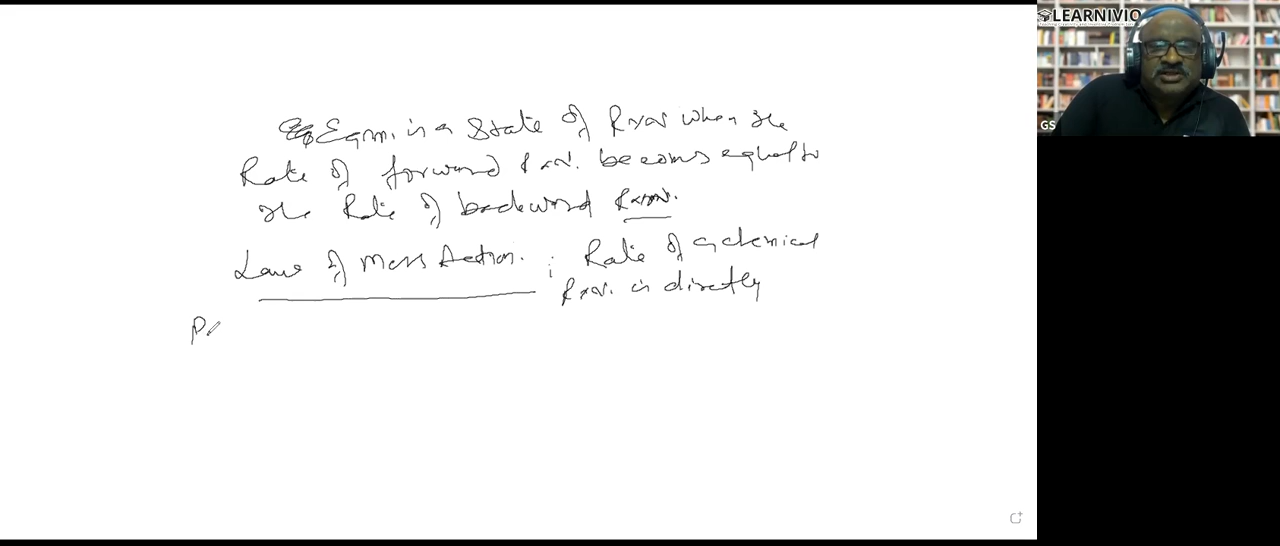 Eqm. is a State of Rxn when the
Rate of forward Rxn. becoms equal to
the Rate of backward Rxn.
Law of Mass Action. : Rate of a chemical
Rxn. is directly
P
LEARNIVIO
GS